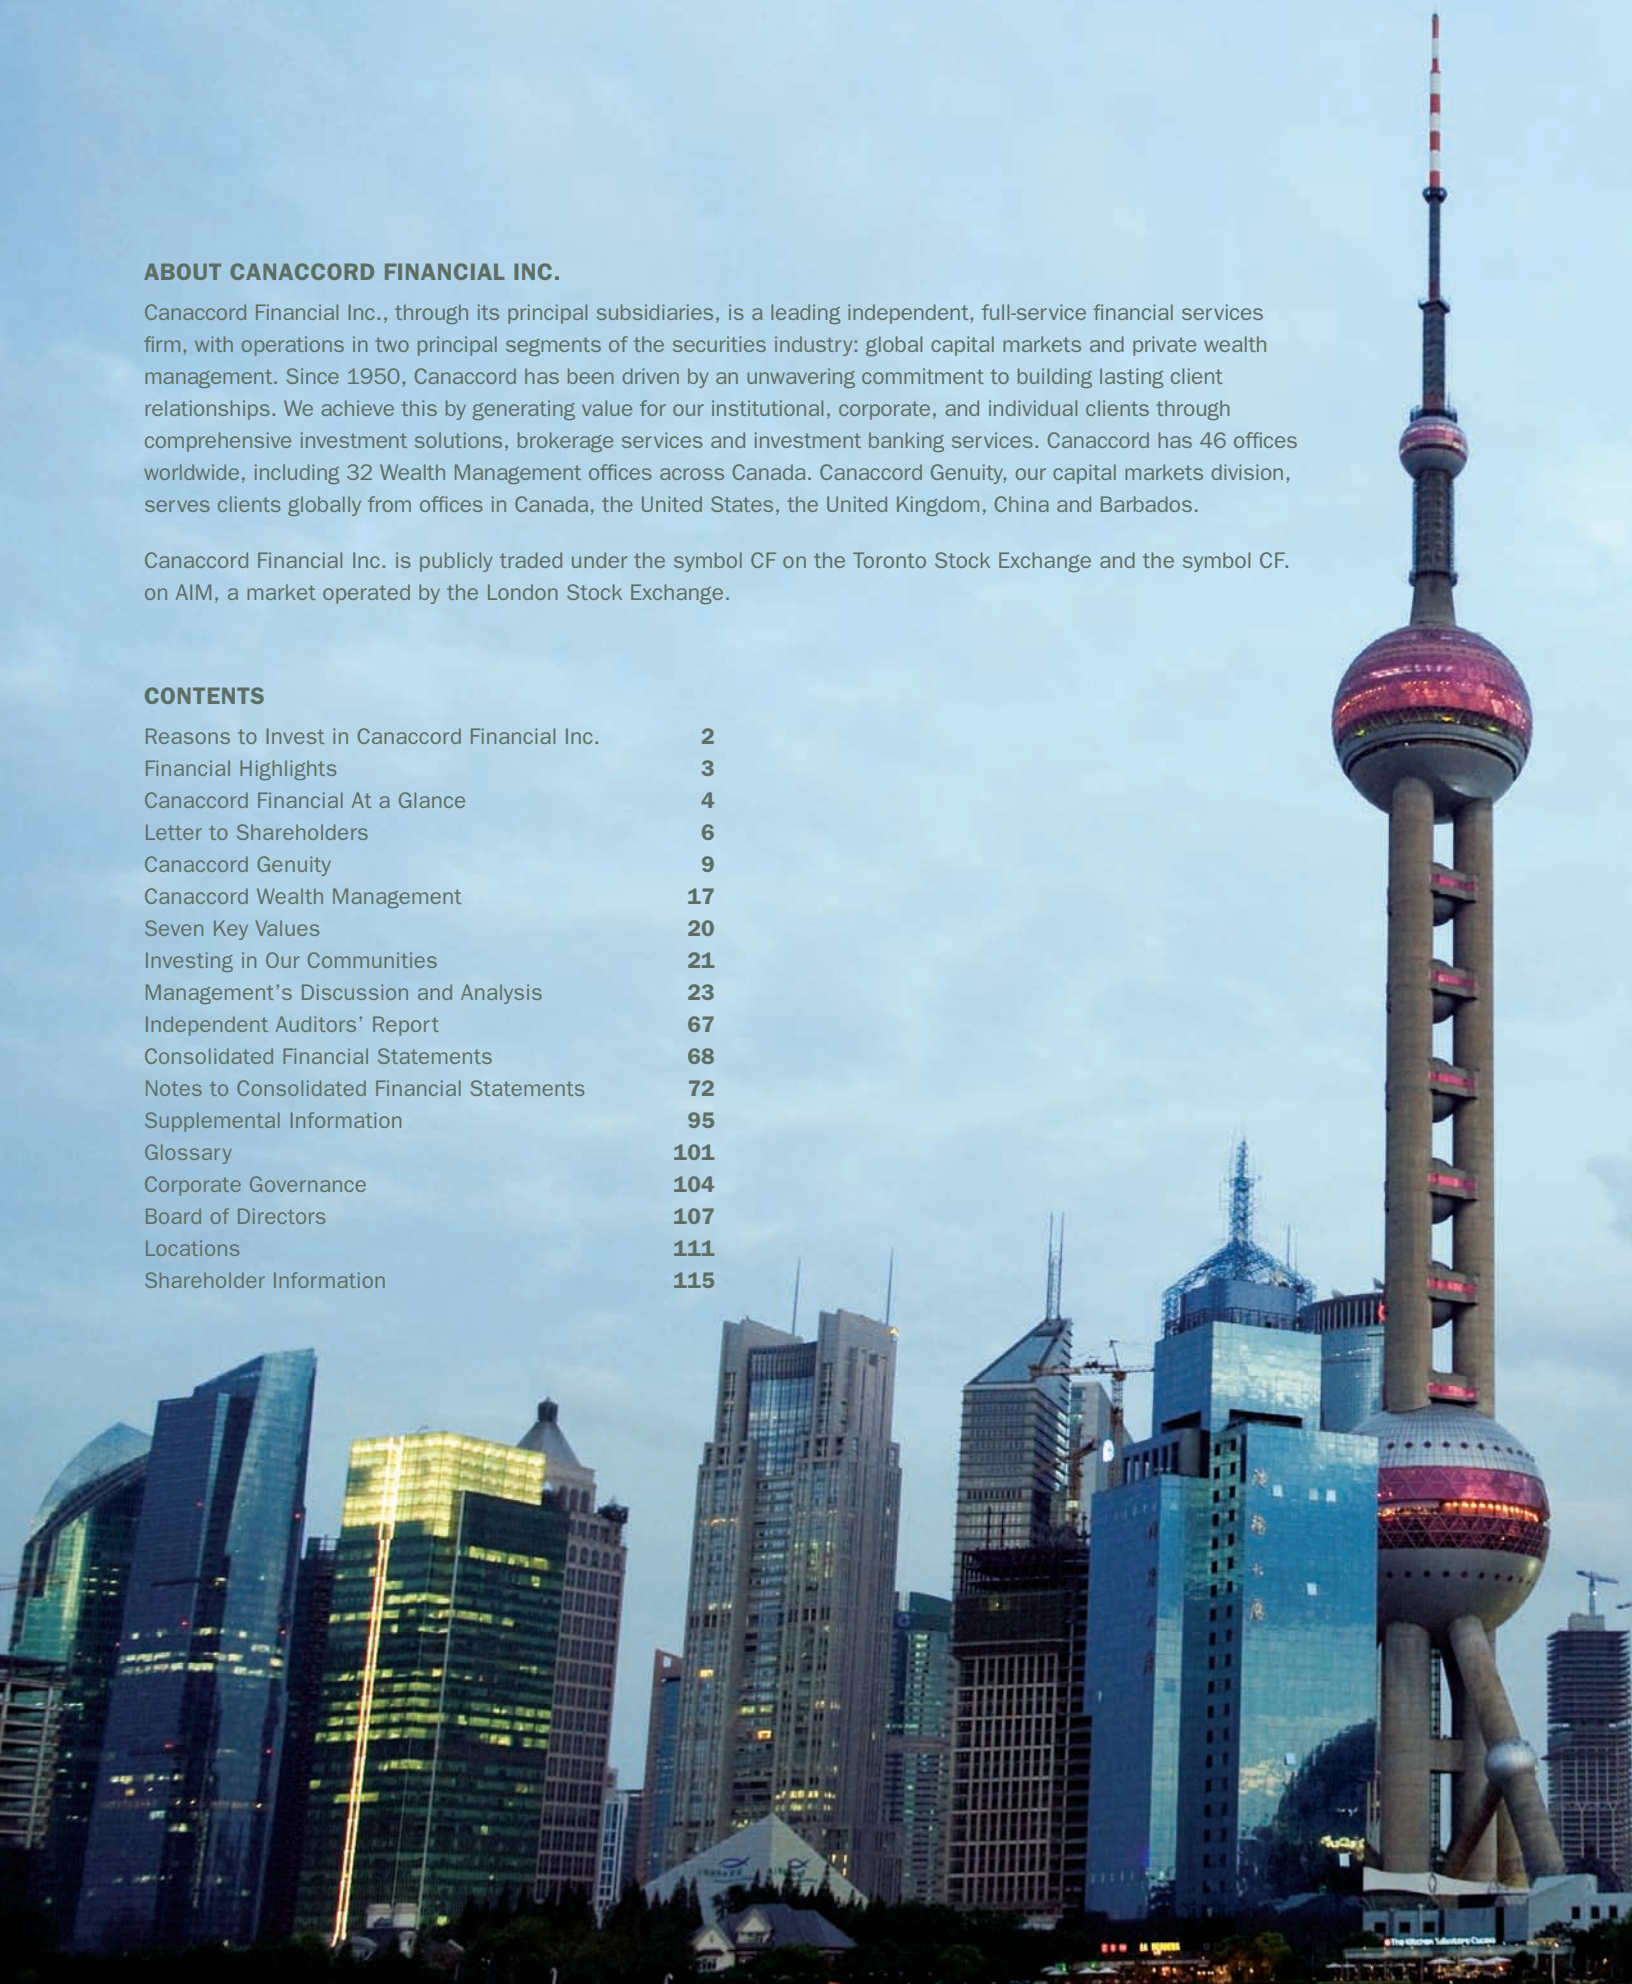 ABOUT CANACCORD FINANCIAL INC.
Canaccord Financial Inc., through its principal subsidiaries, is a leading independent, full-service financial services
firm, with operations in two principal segments of the securities industry: global capital markets and private wealth
management. Since 1950, Canaccord has been driven by an unwavering commitment to building lasting client
relationships. We achieve this by generating value for our institutional, corporate, and individual clients through
comprehensive investment solutions, brokerage services and investment banking services. Canaccord has 46 offices
worldwide, including 32 Wealth Management offices across Canada. Canaccord Genuity, our capital markets division,
serves clients globally from offices in Canada, the United States, the United Kingdom, China and Barbados.
Canaccord Financial Inc. is publicly traded under the symbol CF on the Toronto Stock Exchange and the symbol CF.
on AIM, a market operated by the London Stock Exchange.
CONTENTS
Reasons to Invest in Canaccord Financial Inc. 2
Financial Highlights 3
Canaccord Financial At a Glance 4
Letter to Shareholders 6
Canaccord Genuity 9
Canaccord Wealth Management 17
Seven Key Values 20
Investing in Our Communities 21
Management's Discussion and Analysis 23
Independent Auditors' Report 67
Consolidated Financial Statements 68
Notes to Consolidated Financial Statements 72
Supplemental Information 95
Glossary 101
Corporate Governance 104
Board of Directors 107
Locations 111
Shareholder Information 115